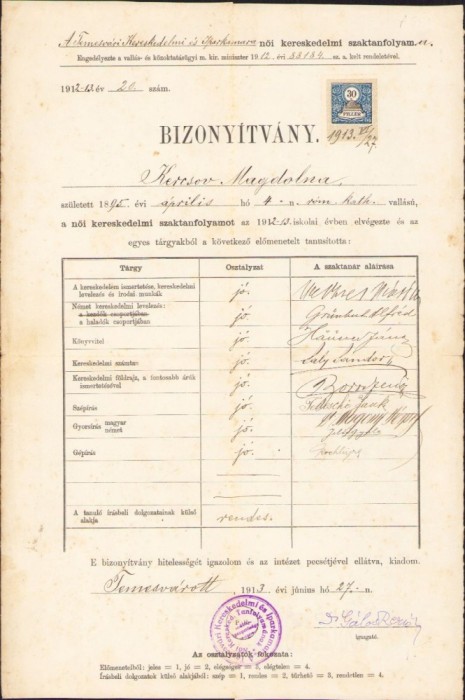 A Temesvári Kereskedelmi és Iparkamara női kereskedelmi szaktanfolyam
Engedélyezte a vallás- és közoktatásügyi m. kir. miniszter 1912. évi 33134. sz. a. kelt rendeletével.
1912-13. év 20. szám.
30
FILLÉR
1913. VI/27.
BIZONYÍTVÁNY.
Kercsov Magdolna,
született 1895. évi április hó 4.-n róm. kath. vallású,
a női kereskedelmi szaktanfolyamot az 1912-13. iskolai évben elvégezte és az
egyes tárgyakból a következő előmenetelt tanusította:
Tárgy Osztályzat A szaktanár aláirása
A kereskedelem ismertetése, kereskedelmi
levelezés és irodai munkák jó.
Német kereskedelmi levelezés:
a kezdők csoportjában
a haladók csoportjában jó. Grünhut Alfréd
Könyvvitel jó.
Kereskedelmi számtan jó. Sándor
Kereskedelmi földrajz, a fontosabb árúk
ismertetésével jó.
Szépírás jó.
Gyorsírás magyar
német jó.
Gépírás jó.
A tanuló írásbeli dolgozatainak külső
alakja rendes.
E bizonyítvány hitelességét igazolom és az intézet pecsétjével ellátva, kiadom.
Temesvárott, 1913 évi június hó 27.-n
igazgató.
Az osztályzatok fokozata:
Előmenetelből: jeles = 1, jó = 2, elégséges = 3, elégtelen = 4.
Írásbeli dolgozatok külső alakjából: szép = 1, rendes = 2, tűrhető = 3, rendetlen = 4.